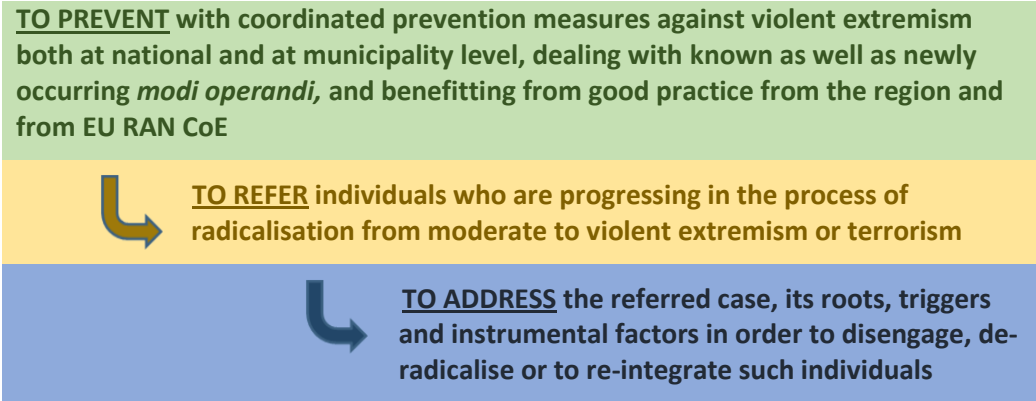 TO PREVENT with coordinated prevention measures against violent extremism
both at national and at municipality level, dealing with known as well as newly
occurring modi operandi, and benefitting from good practice from the region and
from EU RAN CoE
TO REFER individuals who are progressing in the process of
radicalisation from moderate to violent extremism or terrorism
TO ADDRESS the referred case, its roots, triggers
and instrumental factors in order to disengage, de-
radicalise or to re-integrate such individuals